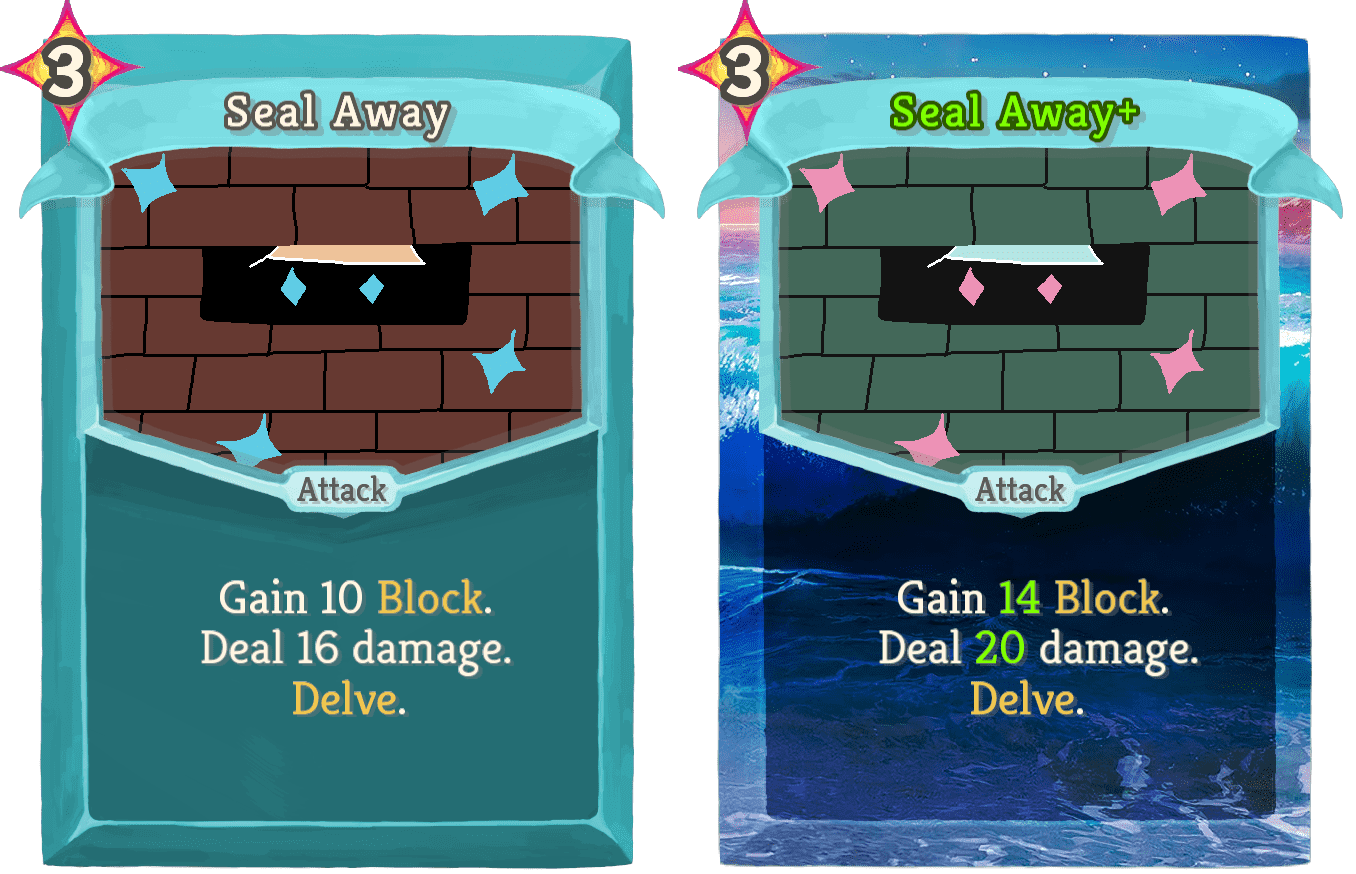 3
Seal Away
Attack
Gain 10 Block.
Deal 16 damage.
Delve.
3
Seal Away+
Attack
Gain 14 Block.
Deal 20 damage.
Delve.